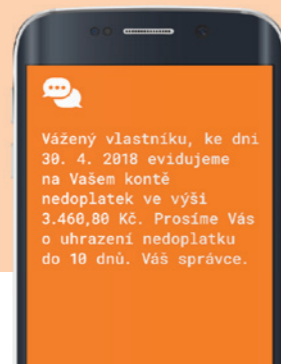 Vážený vlastníku, ke dni
30. 4. 2018 evidujeme
na Vašem kontě
nedoplatek ve výši
3.460,80 Kč. Prosíme Vás
o uhrazení nedoplatku
do 10 dnů. Váš správce.